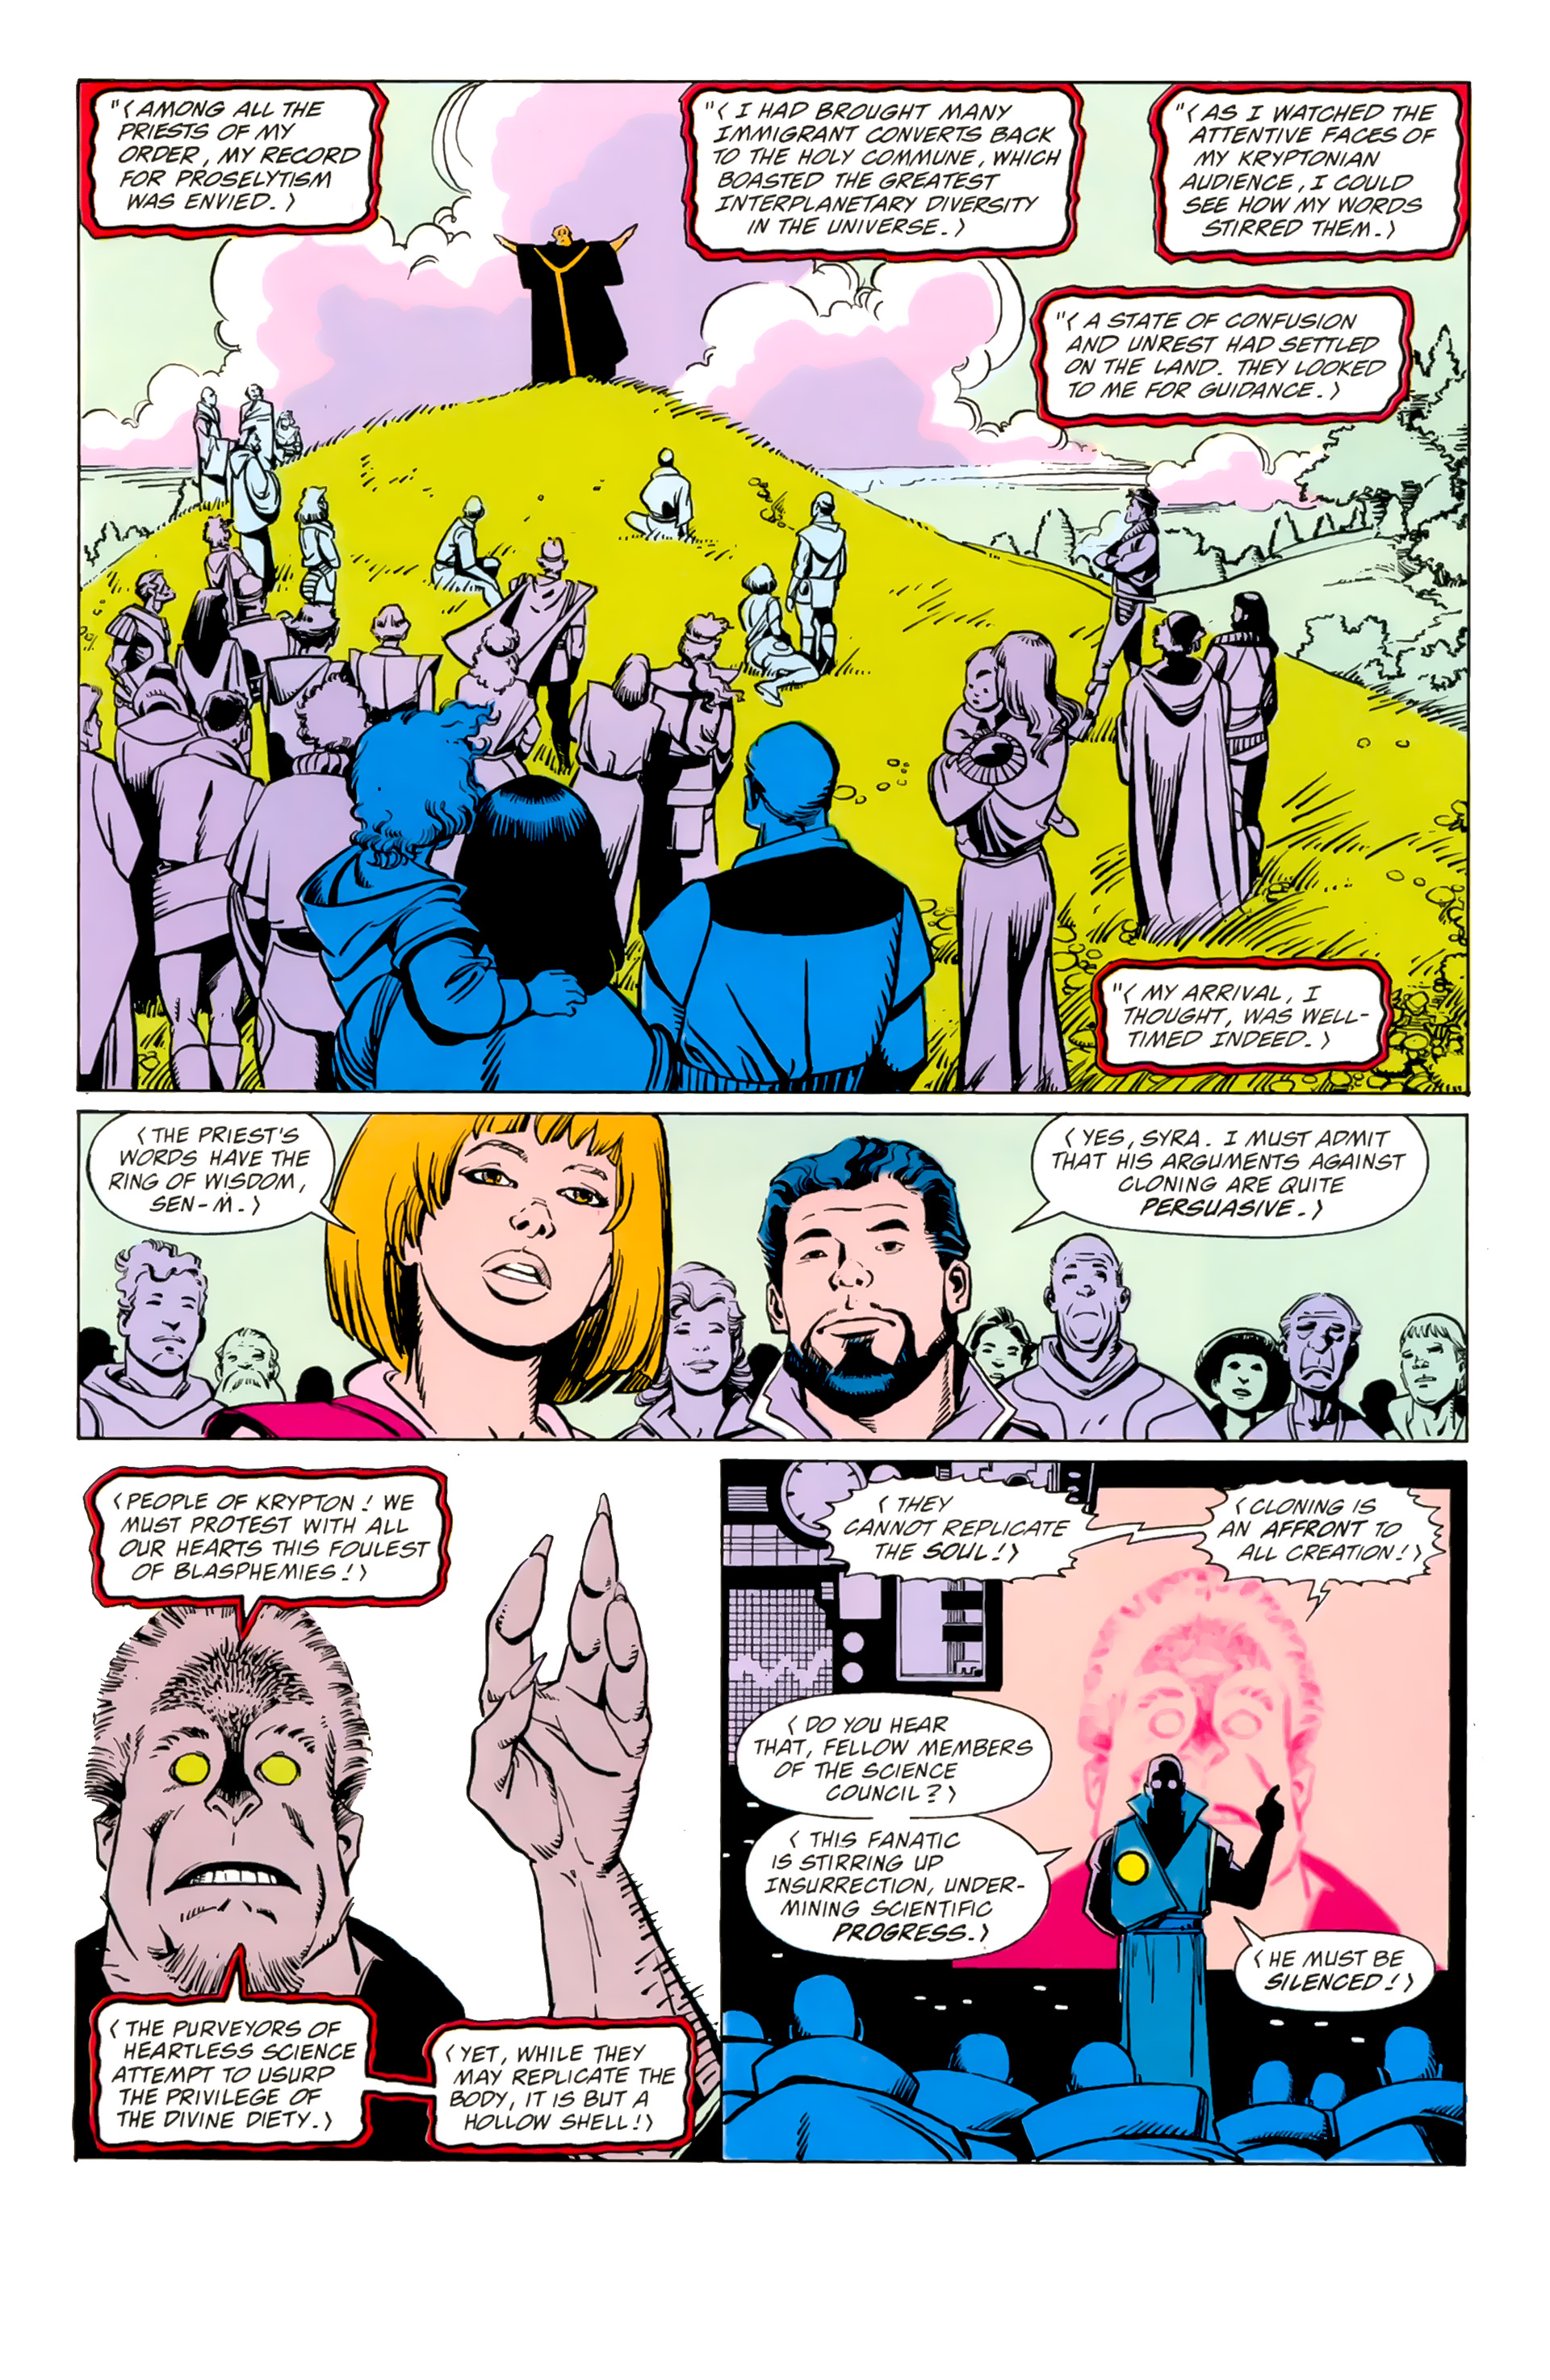 "< AMONG ALL THE
PRIESTS OF MY
ORDER, MY RECORD
FOR PROSELYTISM
WAS ENVIED. >
"< I HAD BROUGHT MANY
IMMIGRANT CONVERTS BACK
TO THE HOLY COMMUNE, WHICH
BOASTED THE GREATEST
INTERPLANETARY DIVERSITY
IN THE UNIVERSE. >
"< AS I WATCHED THE
ATTENTIVE FACES OF
MY KRYPTONIAN
AUDIENCE, I COULD
SEE HOW MY WORDS
STIRRED THEM. >
"< A STATE OF CONFUSION
AND UNREST HAD SETTLED
ON THE LAND. THEY LOOKED
TO ME FOR GUIDANCE. >
"< MY ARRIVAL, I
THOUGHT, WAS WELL-
TIMED INDEED. >
< THE PRIEST'S
WORDS HAVE THE
RING OF WISDOM,
SEN-M. >
< YES, SYRA. I MUST ADMIT
THAT HIS ARGUMENTS AGAINST
CLONING ARE QUITE
PERSUASIVE. >
< PEOPLE OF KRYPTON! WE
MUST PROTEST WITH ALL
OUR HEARTS THIS FOULEST
OF BLASPHEMIES! >
< THE PURVEYORS OF
HEARTLESS SCIENCE
ATTEMPT TO USURP
THE PRIVILEGE OF
THE DIVINE DIETY. >
< YET, WHILE THEY
MAY REPLICATE THE
BODY, IT IS BUT A
HOLLOW SHELL! >
< THEY
CANNOT REPLICATE
THE SOUL! >
< CLONING IS
AN AFFRONT TO
ALL CREATION! >
< DO YOU HEAR
THAT, FELLOW MEMBERS
OF THE SCIENCE
COUNCIL? >
< THIS FANATIC
IS STIRRING UP
INSURRECTION, UNDER-
MINING SCIENTIFIC
PROGRESS. >
< HE MUST BE
SILENCED! >